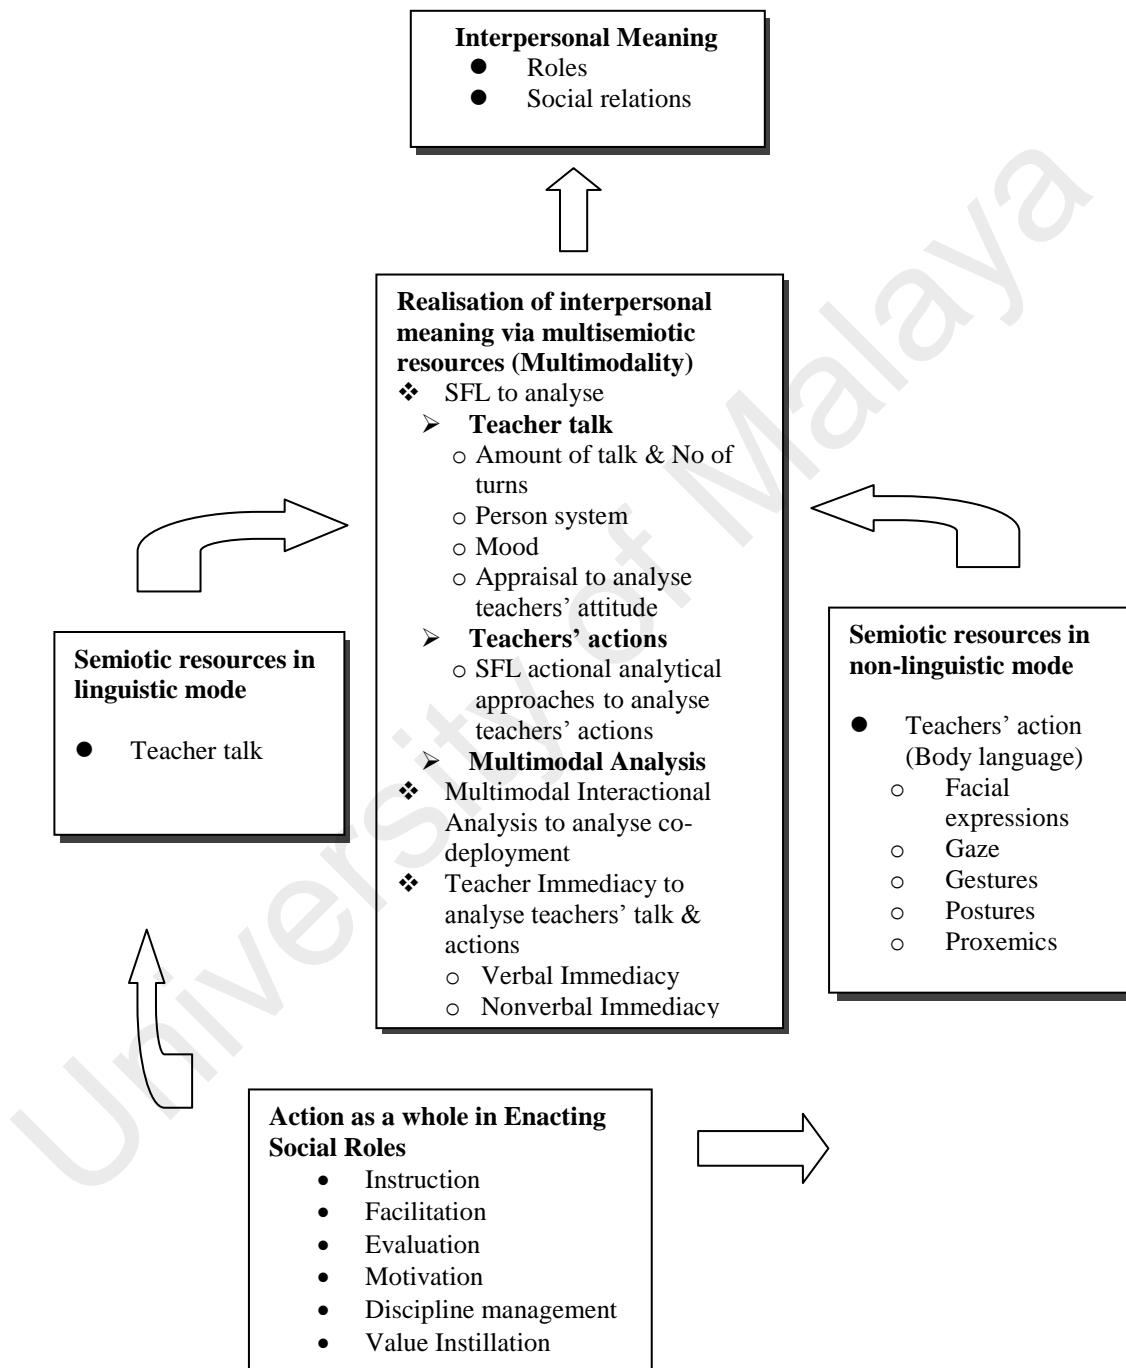 Interpersonal Meaning
● Roles
● Social relations
Realisation of interpersonal
meaning via multisemiotic
resources (Multimodality)
❖ SFL to analyse
➢ Teacher talk
o Amount of talk & No of
turns
o Person system
o Mood
o Appraisal to analyse
teachers’ attitude
➢ Teachers’ actions
o SFL actional analytical
approaches to analyse
teachers’ actions
➢ Multimodal Analysis
❖ Multimodal Interactional
Analysis to analyse co-
deployment
❖ Teacher Immediacy to
analyse teachers’ talk &
actions
o Verbal Immediacy
o Nonverbal Immediacy
Semiotic resources in
linguistic mode
● Teacher talk
Semiotic resources in
non-linguistic mode
● Teachers’ action
(Body language)
o Facial
expressions
o Gaze
o Gestures
o Postures
o Proxemics
Action as a whole in Enacting
Social Roles
• Instruction
• Facilitation
• Evaluation
• Motivation
• Discipline management
• Value Instillation
University of Malaya